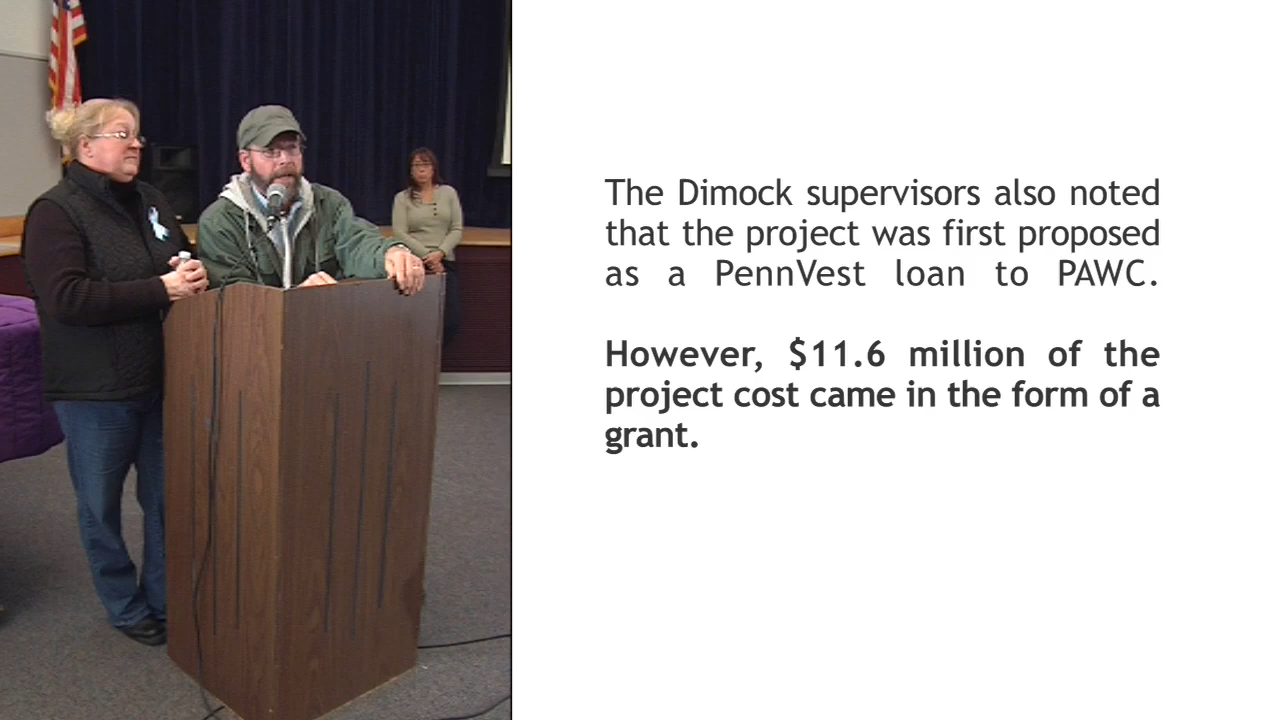 The Dimock supervisors also noted
that the project was first proposed
as a PennVest loan to PAWC.
However, $11.6 million of the
project cost came in the form of a
grant.